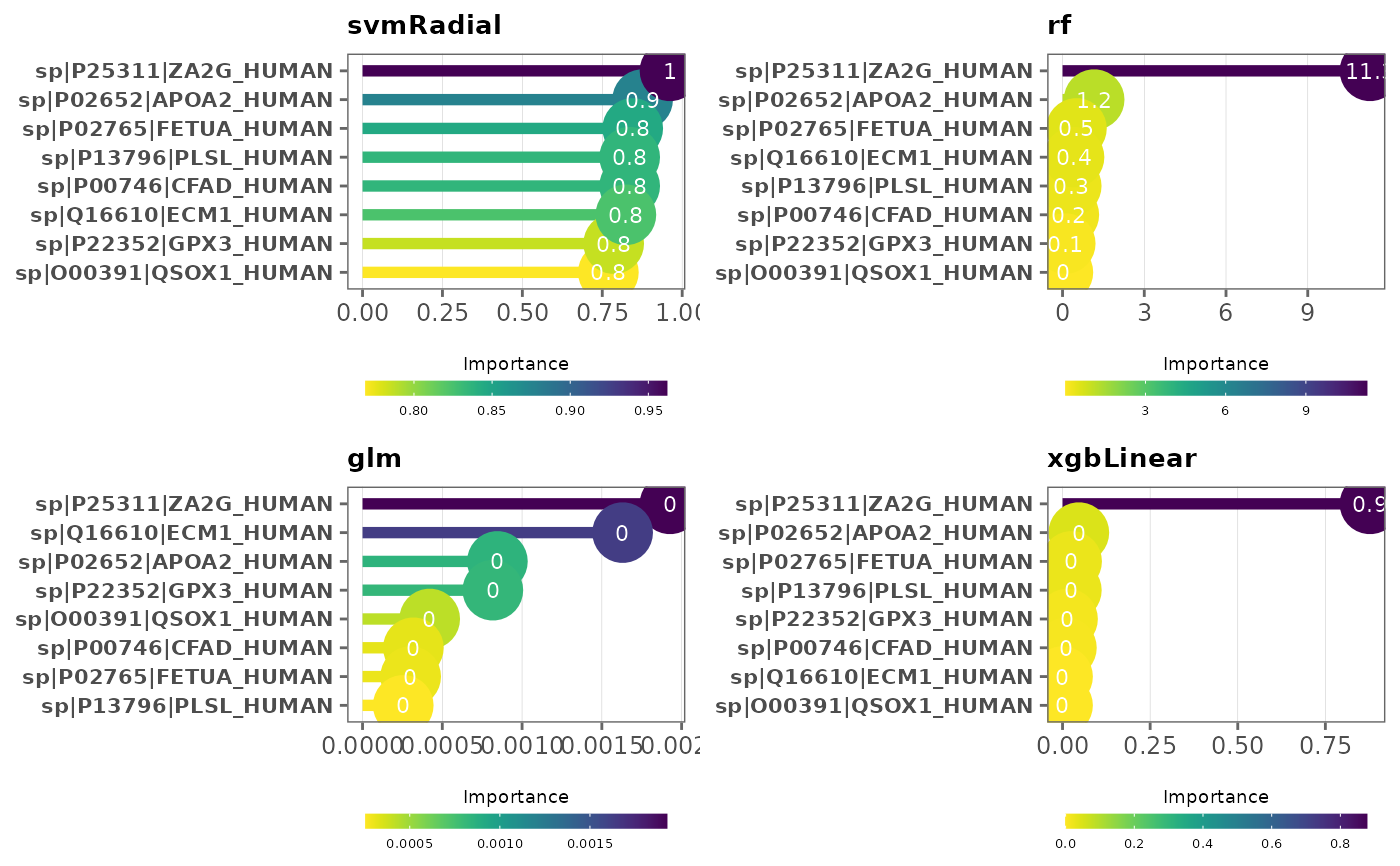 svmRadial
sp|P25311|ZA2G_HUMAN 1
sp|P02652|APOA2_HUMAN 0.9
sp|P02765|FETUA_HUMAN 0.8
sp|P13796|PLSL_HUMAN 0.8
sp|P00746|CFAD_HUMAN 0.8
sp|Q16610|ECM1_HUMAN 0.8
sp|P22352|GPX3_HUMAN 0.8
sp|O00391|QSOX1_HUMAN 0.8
0.00 0.25 0.50 0.75 1.00
Importance
0.80 0.85 0.90 0.95
rf
sp|P25311|ZA2G_HUMAN
sp|P02652|APOA2_HUMAN 1.2
sp|P02765|FETUA_HUMAN 0.5
sp|Q16610|ECM1_HUMAN 0.4
sp|P13796|PLSL_HUMAN 0.3
sp|P00746|CFAD_HUMAN 0.2
sp|P22352|GPX3_HUMAN 0.1
sp|O00391|QSOX1_HUMAN 0
0 3 6 9
Importance
3 6 9
glm
sp|P25311|ZA2G_HUMAN 0
sp|Q16610|ECM1_HUMAN 0
sp|P02652|APOA2_HUMAN 0
sp|P22352|GPX3_HUMAN 0
sp|O00391|QSOX1_HUMAN 0
sp|P00746|CFAD_HUMAN 0
sp|P02765|FETUA_HUMAN 0
sp|P13796|PLSL_HUMAN 0
0.0000 0.0005 0.0010 0.0015
Importance
0.0005 0.0010 0.0015
xgbLinear
sp|P25311|ZA2G_HUMAN 0.9
sp|P02652|APOA2_HUMAN 0
sp|P02765|FETUA_HUMAN 0
sp|P13796|PLSL_HUMAN 0
sp|P22352|GPX3_HUMAN 0
sp|P00746|CFAD_HUMAN 0
sp|Q16610|ECM1_HUMAN 0
sp|O00391|QSOX1_HUMAN 0
0.00 0.25 0.50 0.75
Importance
0.0 0.2 0.4 0.6 0.8